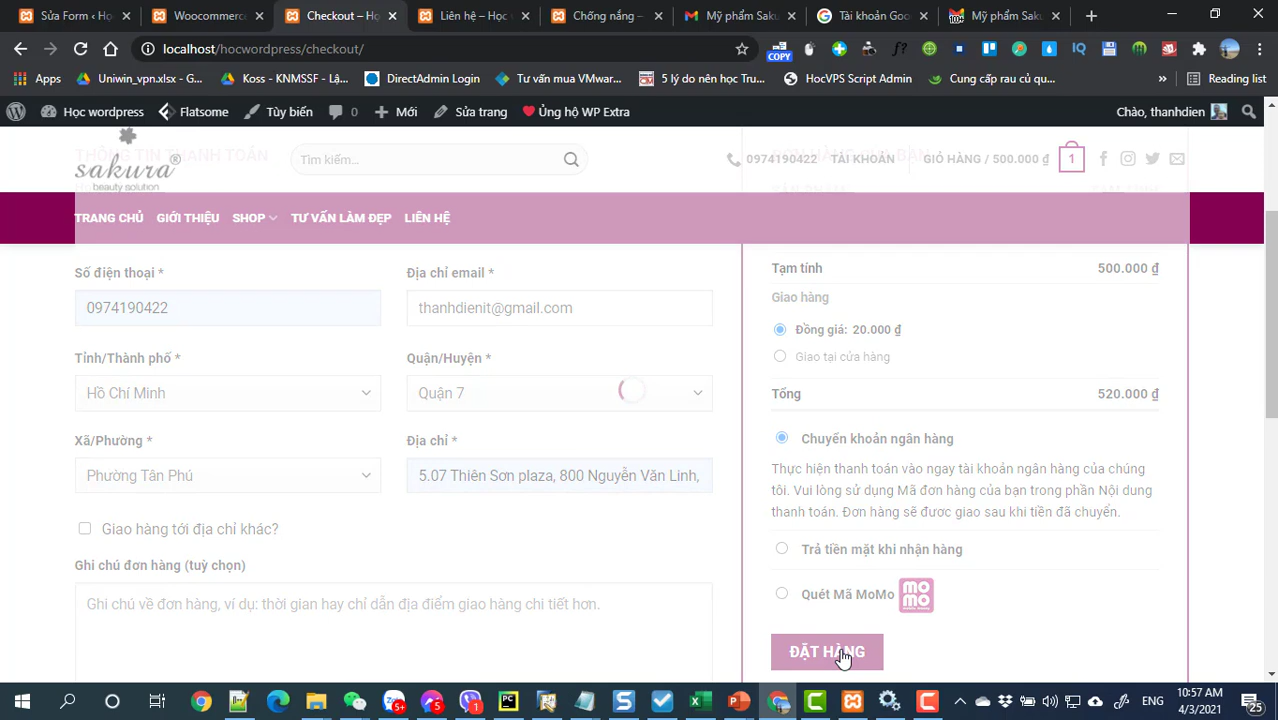 Sửa Form ‹ Họ
Woocommerc
Checkout – Họ
Liên hệ – Học
Chống nắng –
Mỹ phẩm Saku
Tài khoản Goo
Mỹ phẩm Saku
localhost/hocwordpress/checkout/
COPY
Apps
Uniwin_vpn.xlsx - G...
Koss - KNMSSF - Lậ...
DirectAdmin Login
Tư vấn mua VMwar...
5 lý do nên học Tru...
HocVPS Script Admin
Cung cấp rau củ qu...
»
Reading list
Học wordpress
Flatsome
Tùy biến
0
Mới
Sửa trang
Ủng hộ WP Extra
Chào, thanhdien
THÔNG TIN THANH TOÁN
sakura®
beauty solution
Tìm kiếm...
0974190422
TÀI KHOẢN
GIỎ HÀNG / 500.000 ₫
1
TRANG CHỦ
GIỚI THIỆU
SHOP
TƯ VẤN LÀM ĐẸP
LIÊN HỆ
Số điện thoại *
Địa chỉ email *
0974190422
thanhdienit@gmail.com
Tỉnh/Thành phố *
Quận/Huyện *
Hồ Chí Minh
Quận 7
Xã/Phường *
Địa chỉ *
Phường Tân Phú
5.07 Thiên Sơn plaza, 800 Nguyễn Văn Linh,
Giao hàng tới địa chỉ khác?
Ghi chú đơn hàng (tuỳ chọn)
Ghi chú về đơn hàng, ví dụ: thời gian hay chỉ dẫn địa điểm giao hàng chi tiết hơn.
Tạm tính 500.000 ₫
Giao hàng
Đồng giá: 20.000 ₫
Giao tại cửa hàng
Tổng 520.000 ₫
Chuyển khoản ngân hàng
Thực hiện thanh toán vào ngay tài khoản ngân hàng của chúng
tôi. Vui lòng sử dụng Mã đơn hàng của bạn trong phần Nội dung
thanh toán. Đơn hàng sẽ được giao sau khi tiền đã chuyển.
Trả tiền mặt khi nhận hàng
Quét Mã MoMo
mo
mo
ĐẶT HÀNG
5+
5
1
ENG
10:57 AM
4/3/2021
25